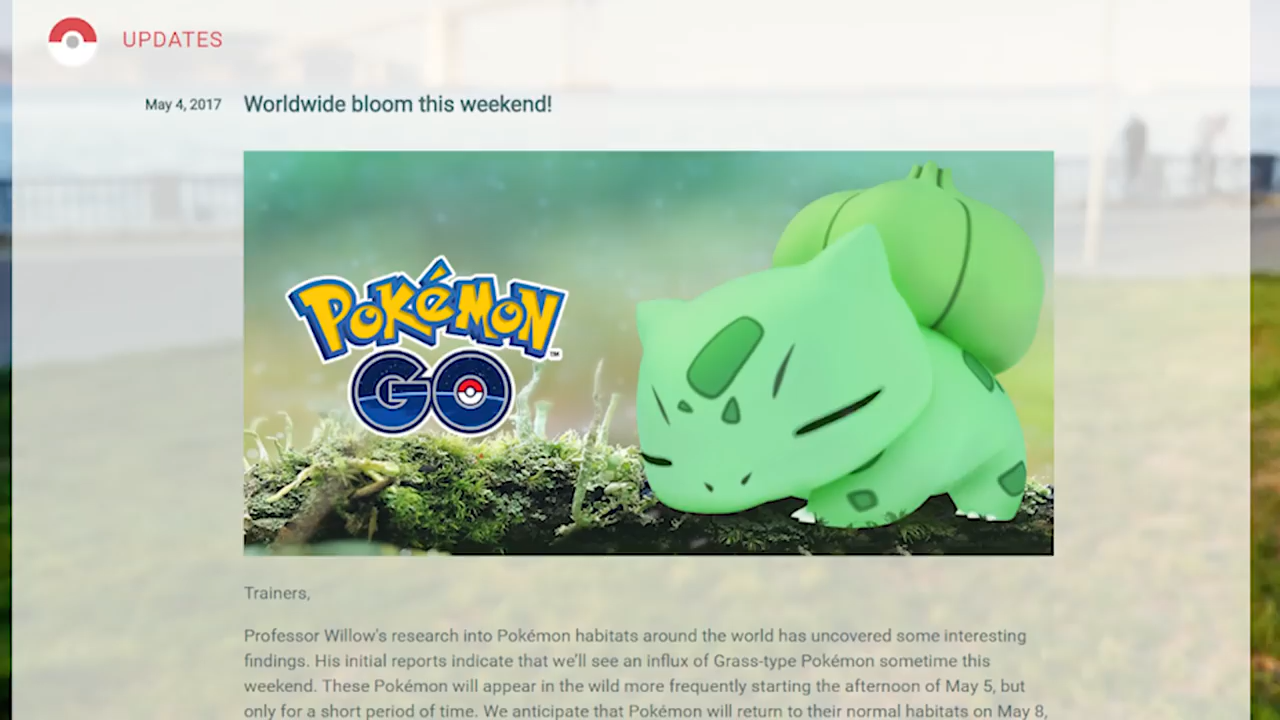 UPDATES
May 4, 2017 Worldwide bloom this weekend!
POKéMON
™
GO
Trainers,
Professor Willow's research into Pokémon habitats around the world has uncovered some interesting
findings. His initial reports indicate that we'll see an influx of Grass-type Pokémon sometime this
weekend. These Pokémon will appear in the wild more frequently starting the afternoon of May 5, but
only for a short period of time. We anticipate that Pokémon will return to their normal habitats on May 8,